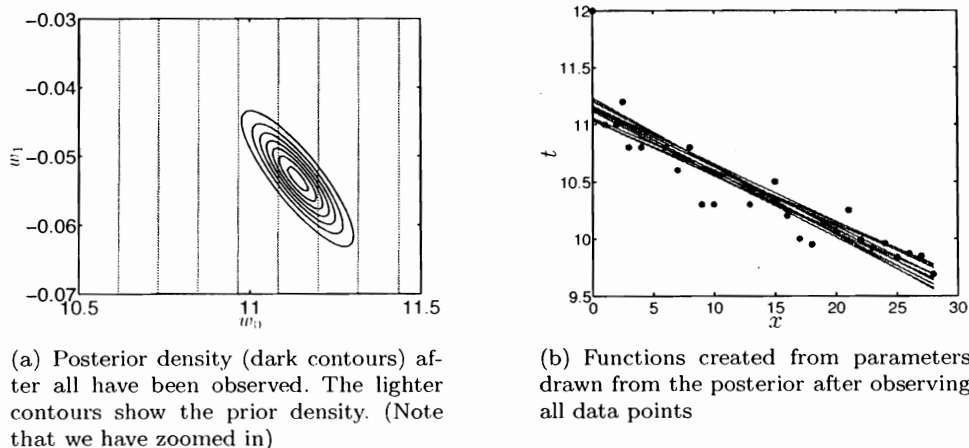 -0.03
-0.04
-0.05
-0.06
-0.07
w₁
10.5
11
11.5
w₀
12
11.5
11
10.5
10
9.5
t
0
5
10
15
20
25
30
x
(a) Posterior density (dark contours) af-
ter all have been observed. The lighter
contours show the prior density. (Note
that we have zoomed in)
(b) Functions created from parameters
drawn from the posterior after observing
all data points